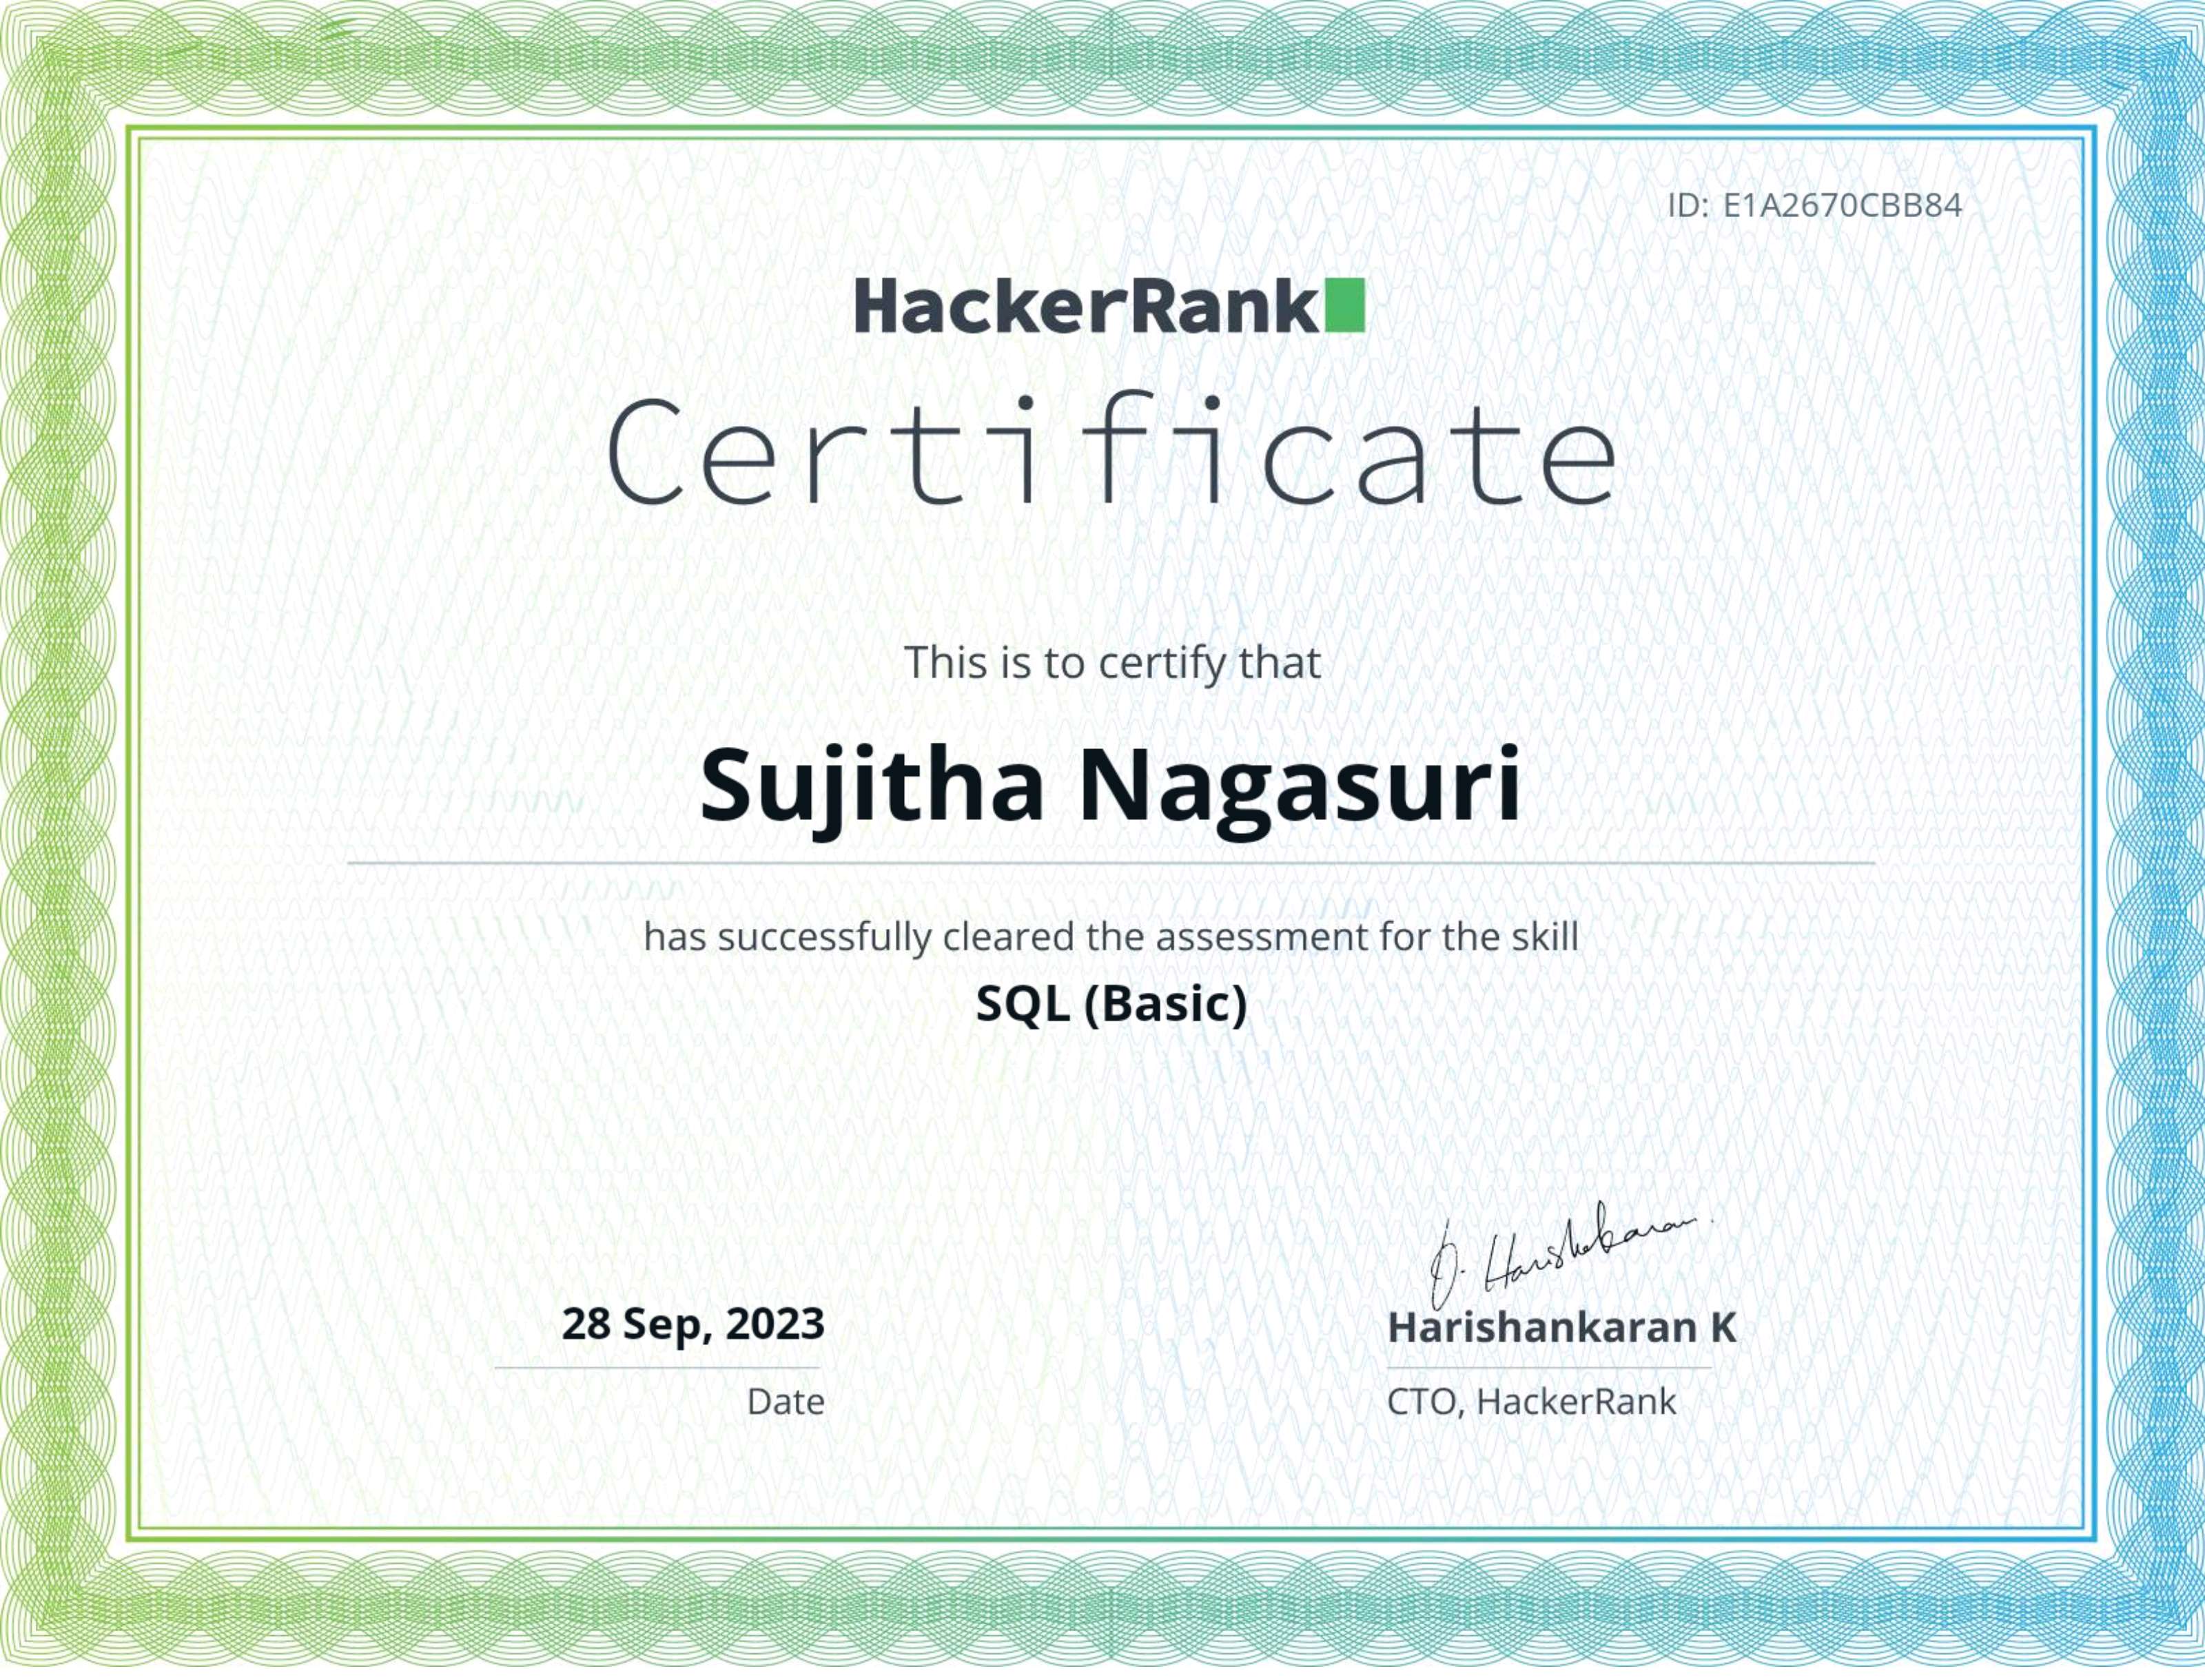 ID: E1A2670CBB84
HackerRank
Certificate
This is to certify that
Sujitha Nagasuri
has successfully cleared the assessment for the skill
SQL (Basic)
28 Sep, 2023
Date
Harishankaran K
CTO, HackerRank